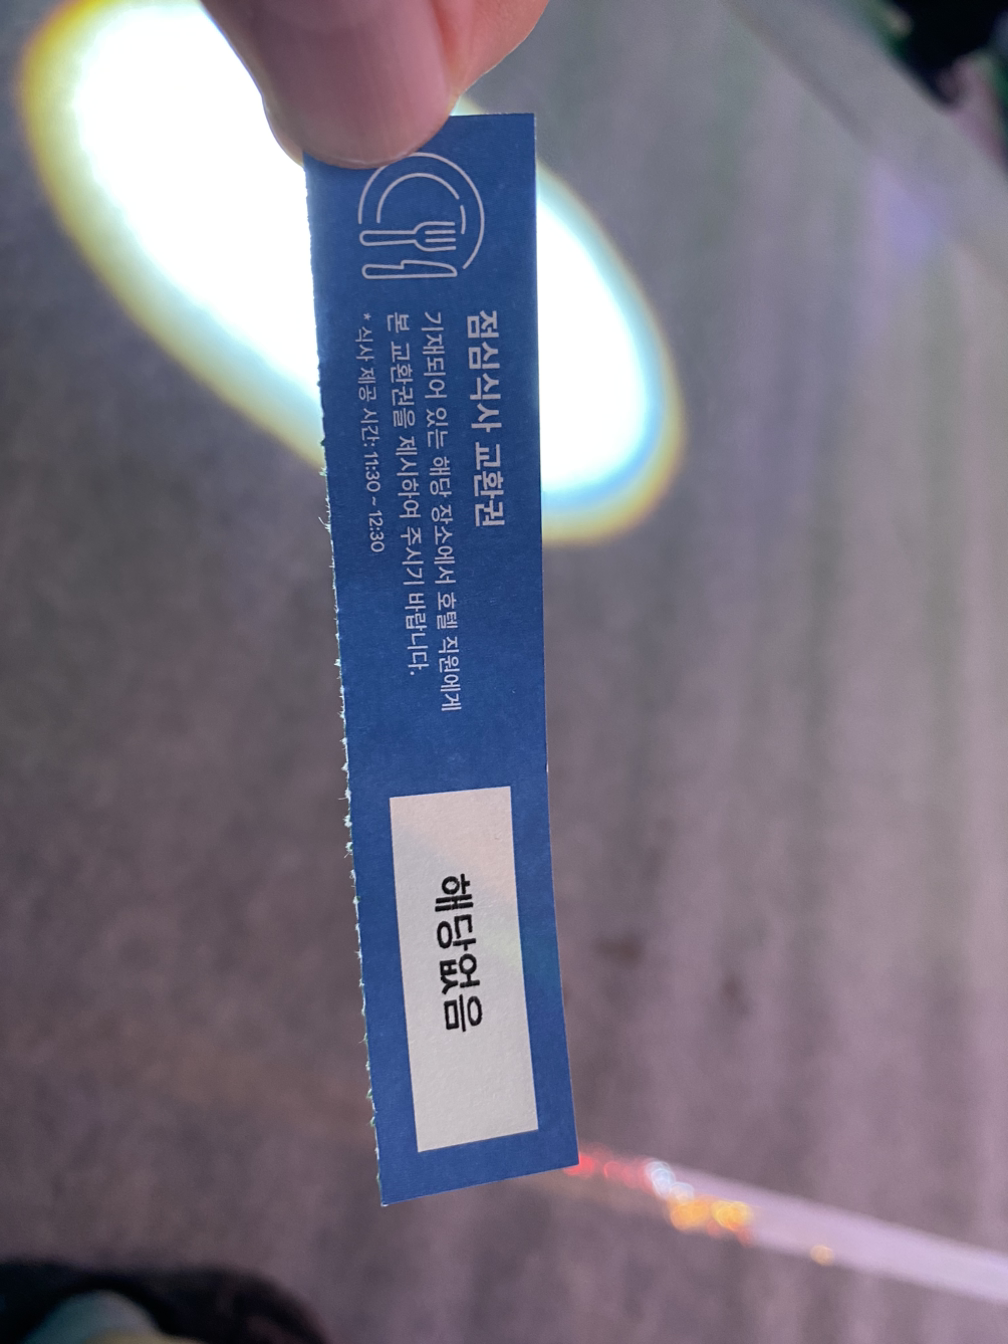 점심식사 교환권
기재되어 있는 해당 장소에서 호텔 직원에게
본 교환권을 제시하여 주시기 바랍니다.
* 식사 제공 시간: 11:30 ~ 12:30
해당없음